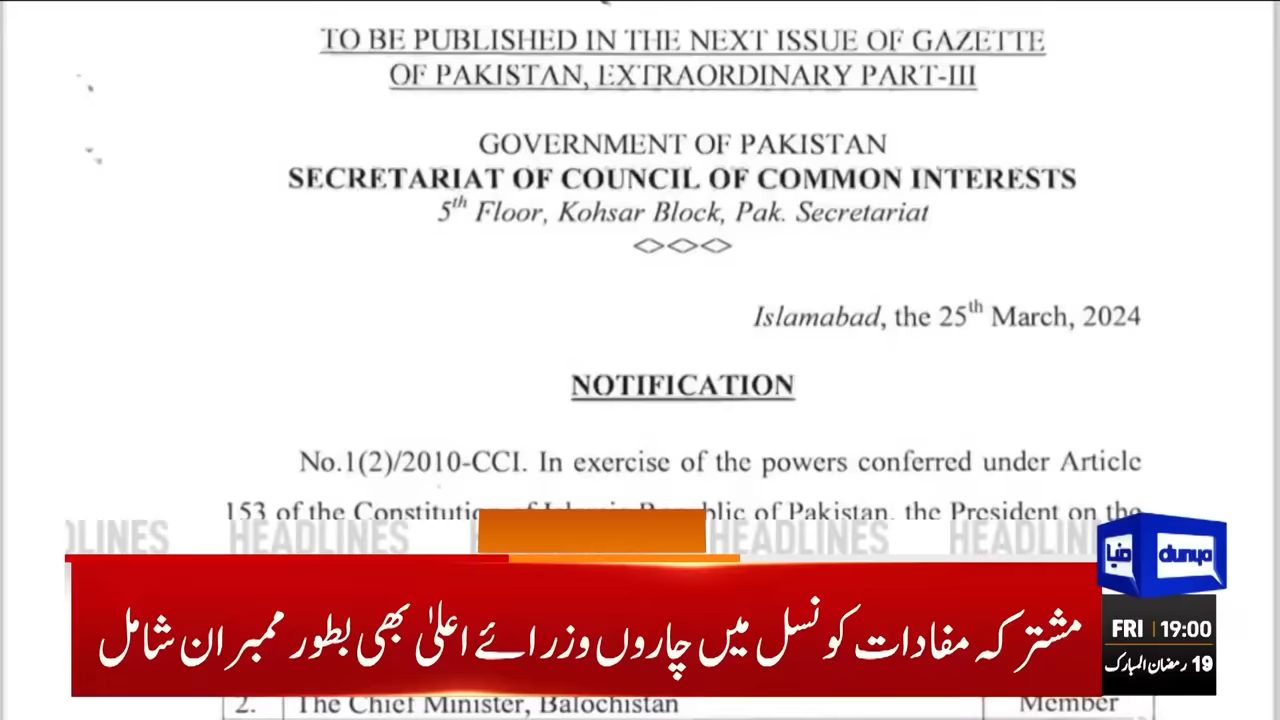 TO BE PUBLISHED IN THE NEXT ISSUE OF GAZETTE
OF PAKISTAN, EXTRAORDINARY PART-III
GOVERNMENT OF PAKISTAN
SECRETARIAT OF COUNCIL OF COMMON INTERESTS
5th Floor, Kohsar Block, Pak. Secretariat
Islamabad, the 25th March, 2024
NOTIFICATION
No.1(2)/2010-CCI. In exercise of the powers conferred under Article
153 of the Constitution of Islamic Republic of Pakistan, the President on the
DLINES HEADLINES HEADLINES HEADLIN
دنیا dunya
مشترکہ مفادات کونسل میں چاروں وزرائے اعلیٰ بھی بطور ممبران شامل
FRI 19:00
19 رمضان المبارک
2. The Chief Minister, Balochistan Member